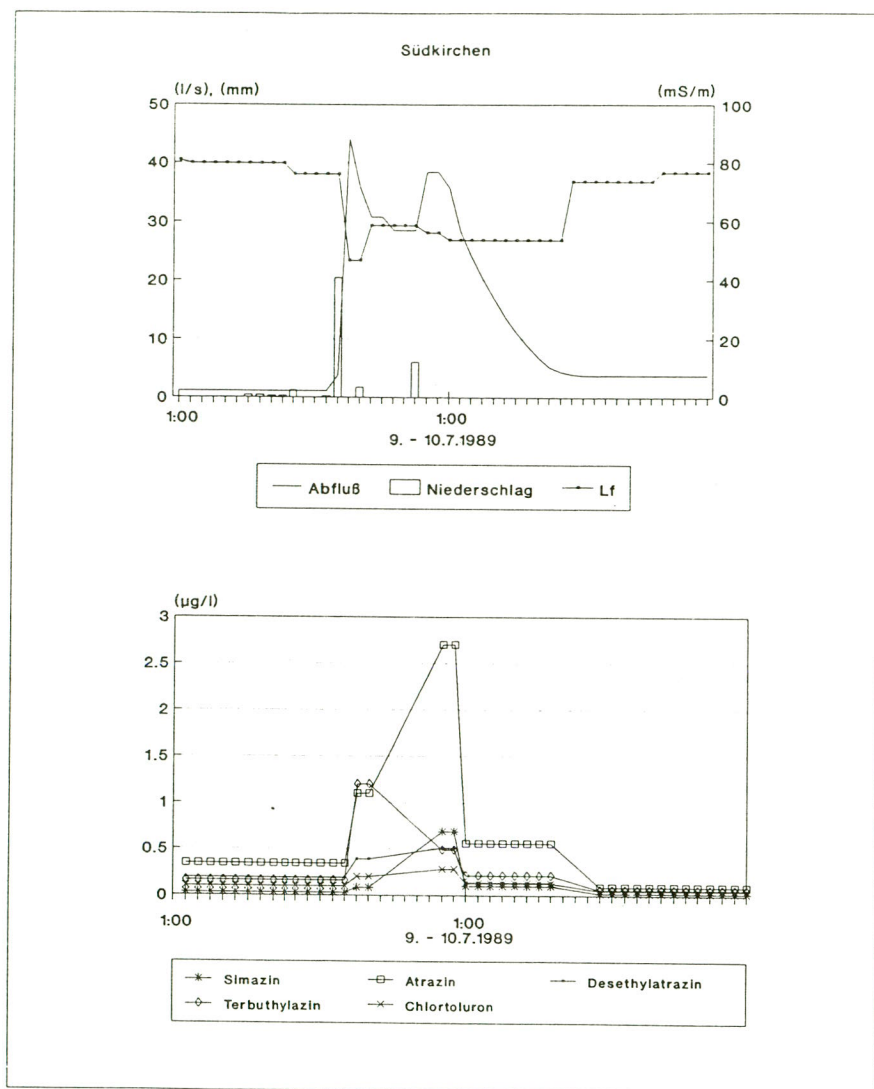 Südkirchen
(l/s), (mm) (mS/m)
50 100
40 80
30 60
20 40
10 20
0 0
1:00 1:00
9. - 10.7.1989
Abfluß Niederschlag Lf
(µg/l)
3
2.5
2
1.5
1
0.5
0
1:00 1:00
9. - 10.7.1989
Simazin Atrazin Desethylatrazin
Terbuthylazin Chlortoluron